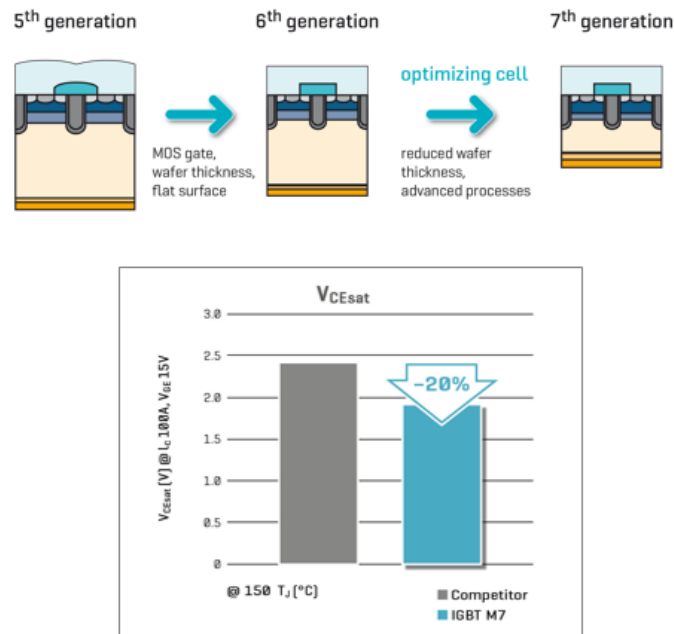 5th generation
6th generation
7th generation
optimizing cell
MOS gate,
wafer thickness,
flat surface
reduced wafer
thickness,
advanced processes
VCEsat
VCEsat (V) @ Ic 100A, VGE 15V
3.0
2.5
2.0
1.5
1.0
0.5
0
-20%
@ 150 TJ (°C)
Competitor
IGBT M7